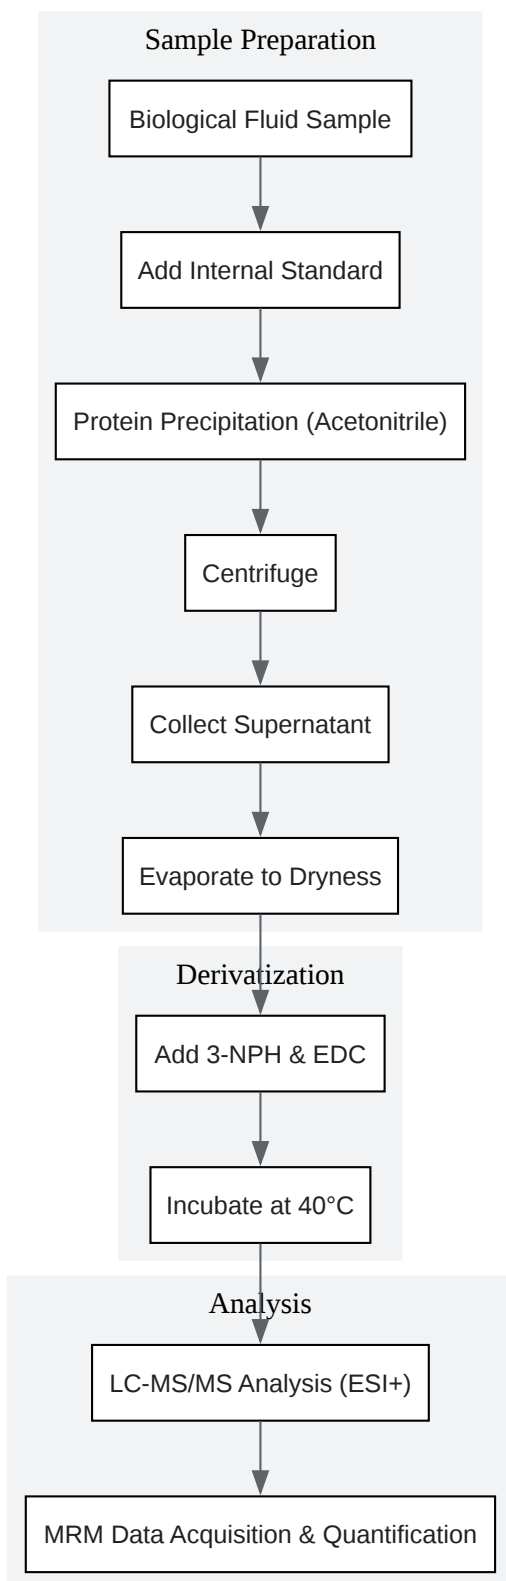 Sample Preparation
Biological Fluid Sample
Add Internal Standard
Protein Precipitation (Acetonitrile)
Centrifuge
Collect Supernatant
Evaporate to Dryness
Derivatization
Add 3-NPH & EDC
Incubate at 40°C
Analysis
LC-MS/MS Analysis (ESI+)
MRM Data Acquisition & Quantification